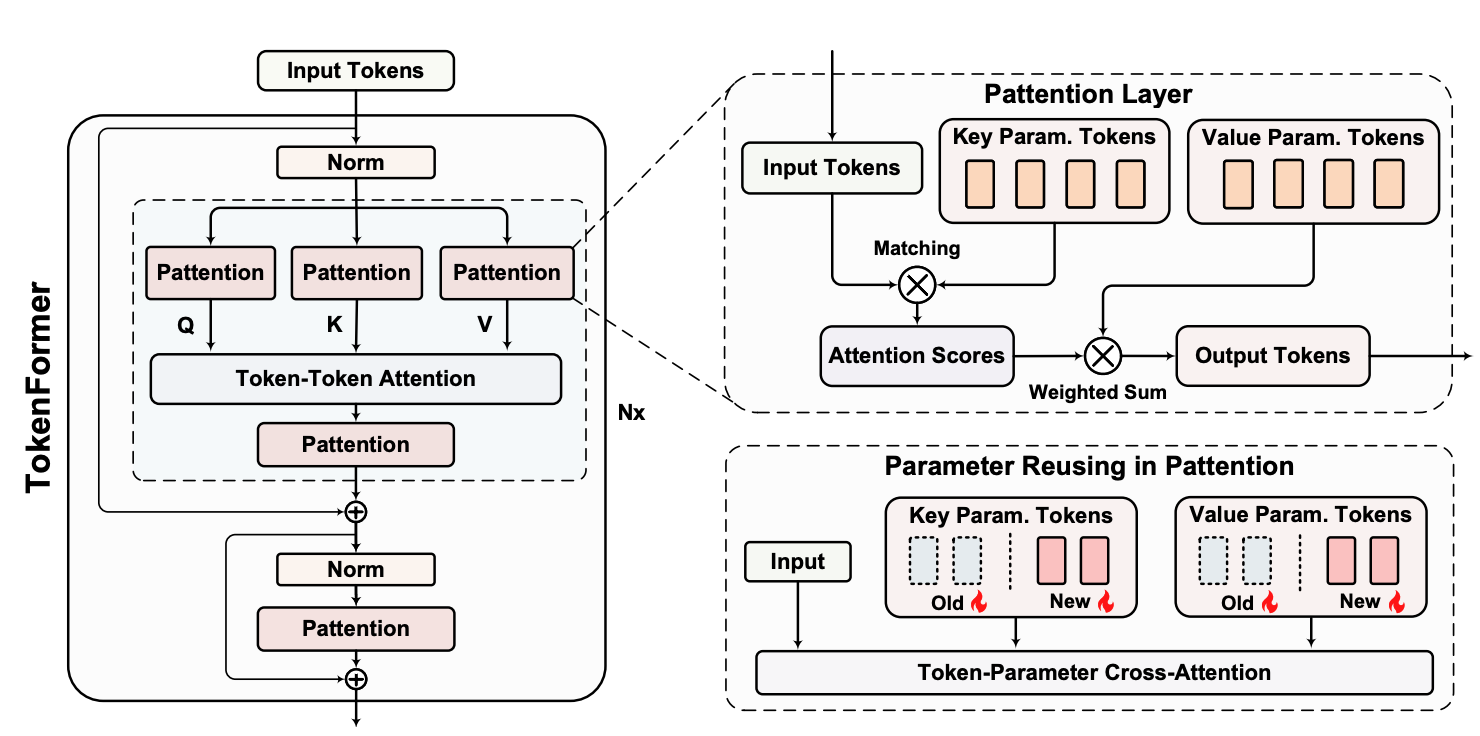 TokenFormer
Input Tokens
Norm
Pattention
Pattention
Pattention
Q
K
V
Token-Token Attention
Pattention
Nx
Norm
Pattention
Pattention Layer
Input Tokens
Key Param. Tokens
Value Param. Tokens
Matching
Attention Scores
Weighted Sum
Output Tokens
Parameter Reusing in Pattention
Input
Key Param. Tokens
Old
New
Value Param. Tokens
Old
New
Token-Parameter Cross-Attention